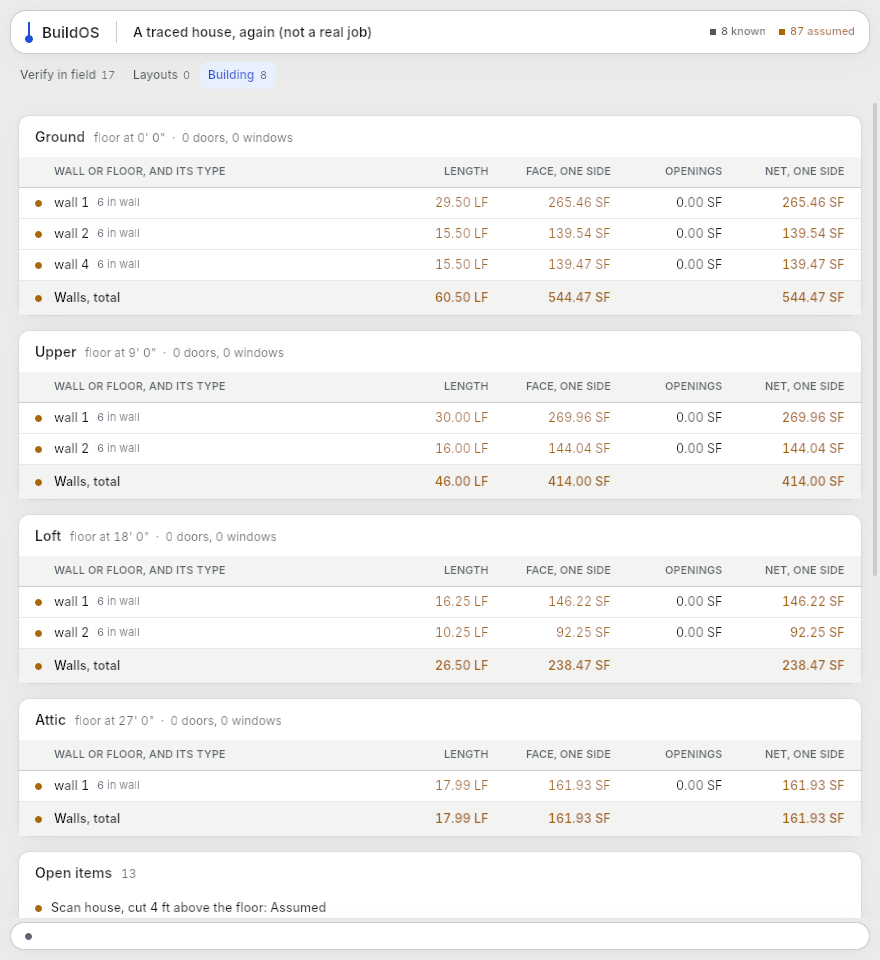 BuildOS A traced house, again (not a real job) 8 known 87 assumed
Verify in field 17 Layouts 0 Building 8
Ground floor at 0' 0" · 0 doors, 0 windows
WALL OR FLOOR, AND ITS TYPE LENGTH FACE, ONE SIDE OPENINGS NET, ONE SIDE
wall 1 6 in wall 29.50 LF 265.46 SF 0.00 SF 265.46 SF
wall 2 6 in wall 15.50 LF 139.54 SF 0.00 SF 139.54 SF
wall 4 6 in wall 15.50 LF 139.47 SF 0.00 SF 139.47 SF
Walls, total 60.50 LF 544.47 SF 544.47 SF
Upper floor at 9' 0" · 0 doors, 0 windows
WALL OR FLOOR, AND ITS TYPE LENGTH FACE, ONE SIDE OPENINGS NET, ONE SIDE
wall 1 6 in wall 30.00 LF 269.96 SF 0.00 SF 269.96 SF
wall 2 6 in wall 16.00 LF 144.04 SF 0.00 SF 144.04 SF
Walls, total 46.00 LF 414.00 SF 414.00 SF
Loft floor at 18' 0" · 0 doors, 0 windows
WALL OR FLOOR, AND ITS TYPE LENGTH FACE, ONE SIDE OPENINGS NET, ONE SIDE
wall 1 6 in wall 16.25 LF 146.22 SF 0.00 SF 146.22 SF
wall 2 6 in wall 10.25 LF 92.25 SF 0.00 SF 92.25 SF
Walls, total 26.50 LF 238.47 SF 238.47 SF
Attic floor at 27' 0" · 0 doors, 0 windows
WALL OR FLOOR, AND ITS TYPE LENGTH FACE, ONE SIDE OPENINGS NET, ONE SIDE
wall 1 6 in wall 17.99 LF 161.93 SF 0.00 SF 161.93 SF
Walls, total 17.99 LF 161.93 SF 161.93 SF
Open items 13
Scan house, cut 4 ft above the floor: Assumed